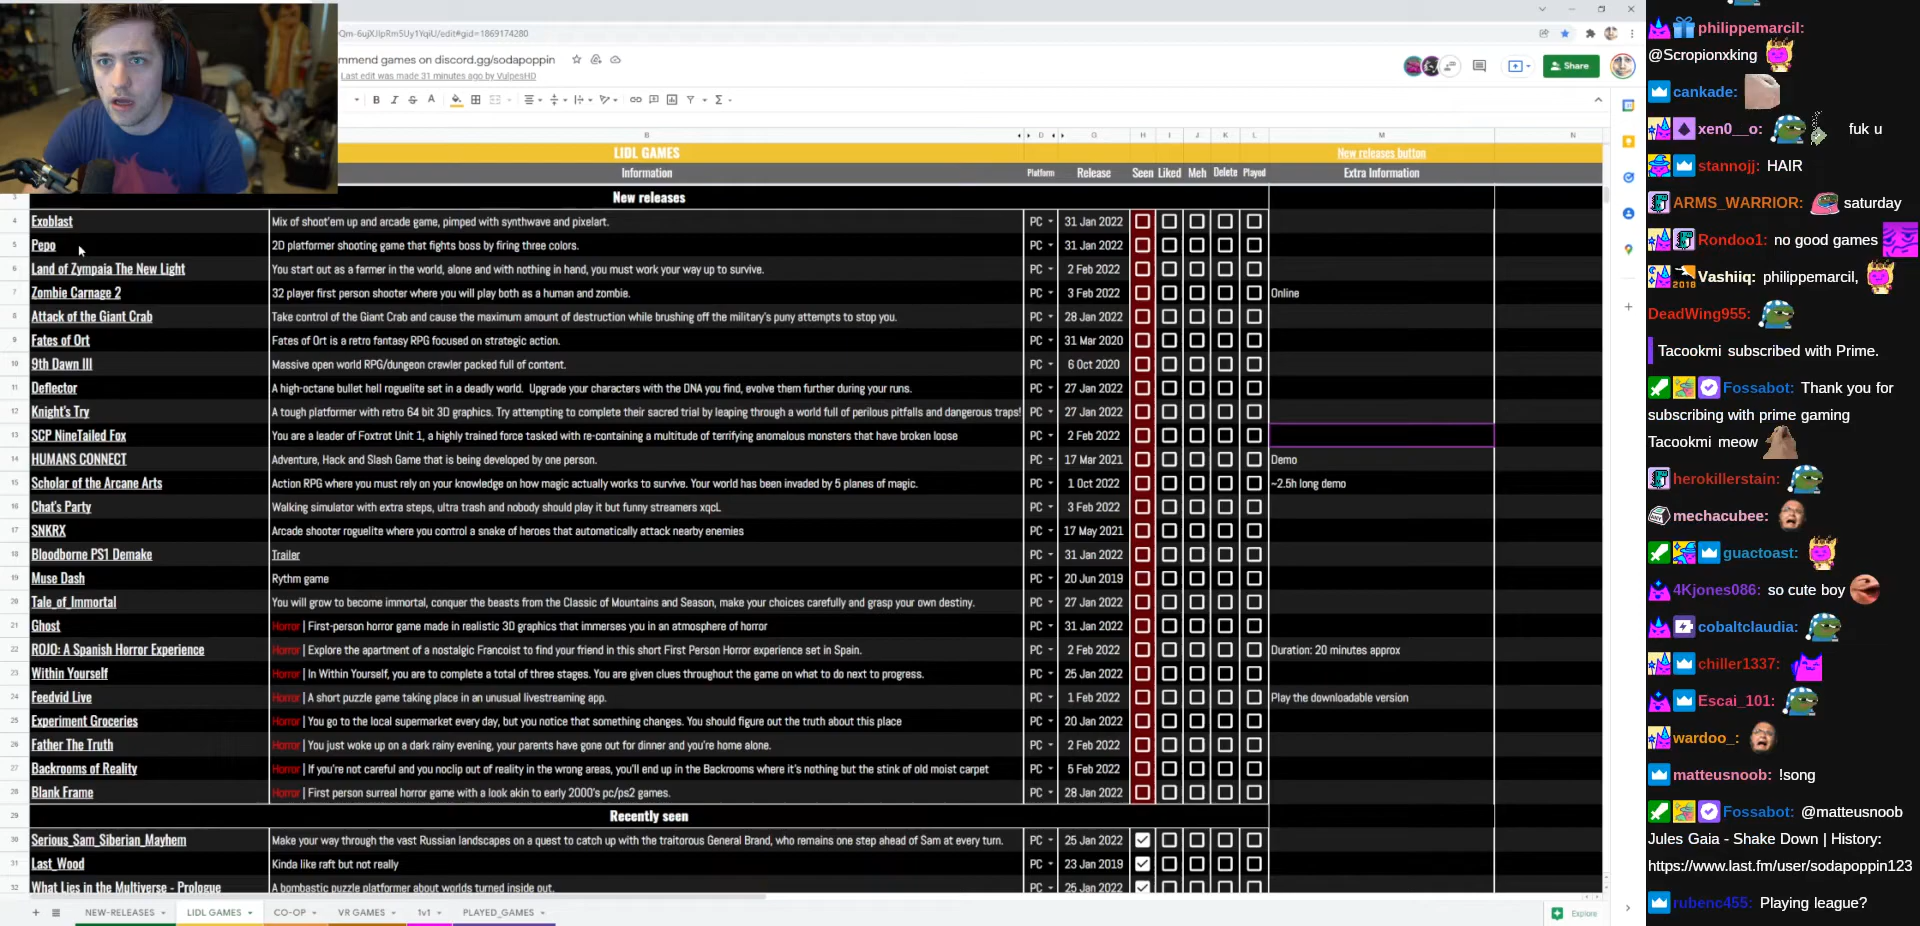 Qm-6ujXJlpRm5Uy1YqiU/edit#gid=1869174280
mmend games on discord.gg/sodapoppin
Last edit was made 31 minutes ago by VulpesHD
Share
B I S A
B D G H I J K L M N
LIDL GAMES New releases button
Information Platform Release Seen Liked Meh Delete Played Extra Information
3 New releases
4 Exoblast Mix of shoot'em up and arcade game, pimped with synthwave and pixelart. PC 31 Jan 2022
5 Pepo 2D platformer shooting game that fights boss by firing three colors. PC 31 Jan 2022
6 Land of Zympaia The New Light You start out as a farmer in the world, alone and with nothing in hand, you must work your way up to survive. PC 2 Feb 2022
7 Zombie Carnage 2 32 player first person shooter where you will play both as a human and zombie. PC 3 Feb 2022 Online
8 Attack of the Giant Crab Take control of the Giant Crab and cause the maximum amount of destruction while brushing off the military's puny attempts to stop you. PC 28 Jan 2022
9 Fates of Ort Fates of Ort is a retro fantasy RPG focused on strategic action. PC 31 Mar 2020
10 9th Dawn III Massive open world RPG/dungeon crawler packed full of content. PC 6 Oct 2020
11 Deflector A high-octane bullet hell roguelite set in a deadly world. Upgrade your characters with the DNA you find, evolve them further during your runs. PC 27 Jan 2022
12 Knight's Try A tough platformer with retro 64 bit 3D graphics. Try attempting to complete their sacred trial by leaping through a world full of perilous pitfalls and dangerous traps! PC 27 Jan 2022
13 SCP NineTailed Fox You are a leader of Foxtrot Unit 1, a highly trained force tasked with re-containing a multitude of terrifying anomalous monsters that have broken loose PC 2 Feb 2022
14 HUMANS CONNECT Adventure, Hack and Slash Game that is being developed by one person. PC 17 Mar 2021 Demo
15 Scholar of the Arcane Arts Action RPG where you must rely on your knowledge on how magic actually works to survive. Your world has been invaded by 5 planes of magic. PC 1 Oct 2022 ~2.5h long demo
16 Chat's Party Walking simulator with extra steps, ultra trash and nobody should play it but funny streamers xqcL PC 3 Feb 2022
17 SNKRX Arcade shooter roguelite where you control a snake of heroes that automatically attack nearby enemies PC 17 May 2021
18 Bloodborne PS1 Demake Trailer PC 31 Jan 2022
19 Muse Dash Rythm game PC 20 Jun 2019
20 Tale_of_Immortal You will grow to become immortal, conquer the beasts from the Classic of Mountains and Season, make your choices carefully and grasp your own destiny. PC 27 Jan 2022
21 Ghost Horror | First-person horror game made in realistic 3D graphics that immerses you in an atmosphere of horror PC 31 Jan 2022
22 ROJO: A Spanish Horror Experience Horror | Explore the apartment of a nostalgic Francoist to find your friend in this short First Person Horror experience set in Spain. PC 2 Feb 2022 Duration: 20 minutes approx
23 Within Yourself Horror | In Within Yourself, you are to complete a total of three stages. You are given clues throughout the game on what to do next to progress. PC 25 Jan 2022
24 Feedvid Live Horror | A short puzzle game taking place in an unusual livestreaming app. PC 1 Feb 2022 Play the downloadable version
25 Experiment Groceries Horror | You go to the local supermarket every day, but you notice that something changes. You should figure out the truth about this place PC 20 Jan 2022
26 Father The Truth Horror | You just woke up on a dark rainy evening, your parents have gone out for dinner and you're home alone. PC 2 Feb 2022
27 Backrooms of Reality Horror | If you're not careful and you noclip out of reality in the wrong areas, you'll end up in the Backrooms where it's nothing but the stink of old moist carpet PC 5 Feb 2022
28 Blank Frame Horror | First person surreal horror game with a look akin to early 2000's pc/ps2 games. PC 28 Jan 2022
29 Recently seen
30 Serious_Sam_Siberian_Mayhem Make your way through the vast Russian landscapes on a quest to catch up with the traitorous General Brand, who remains one step ahead of Sam at every turn. PC 25 Jan 2022
31 Last_Wood Kinda like raft but not really PC 23 Jan 2019
32 What Lies in the Multiverse - Prologue A bombastic puzzle platformer about worlds turned inside out. PC 25 Jan 2022
NEW-RELEASES LIDL GAMES CO-OP VR GAMES 1v1 PLAYED_GAMES Explore
philippemarcil:
@Scropionxking
cankade:
xen0__o: fuk u
stannojj: HAIR
ARMS_WARRIOR: saturday
Rondoo1: no good games
2018 Vashiiq: philippemarcil,
DeadWing955:
Tacookmi subscribed with Prime.
Fossabot: Thank you for
subscribing with prime gaming
Tacookmi meow
herokillerstain:
mechacubee:
guactoast:
4Kjones086: so cute boy
cobaltclaudia:
chiller1337:
Escai_101:
wardoo_:
matteusnoob: !song
Fossabot: @matteusnoob
Jules Gaia - Shake Down | History:
https://www.last.fm/user/sodapoppin123
rubenc455: Playing league?